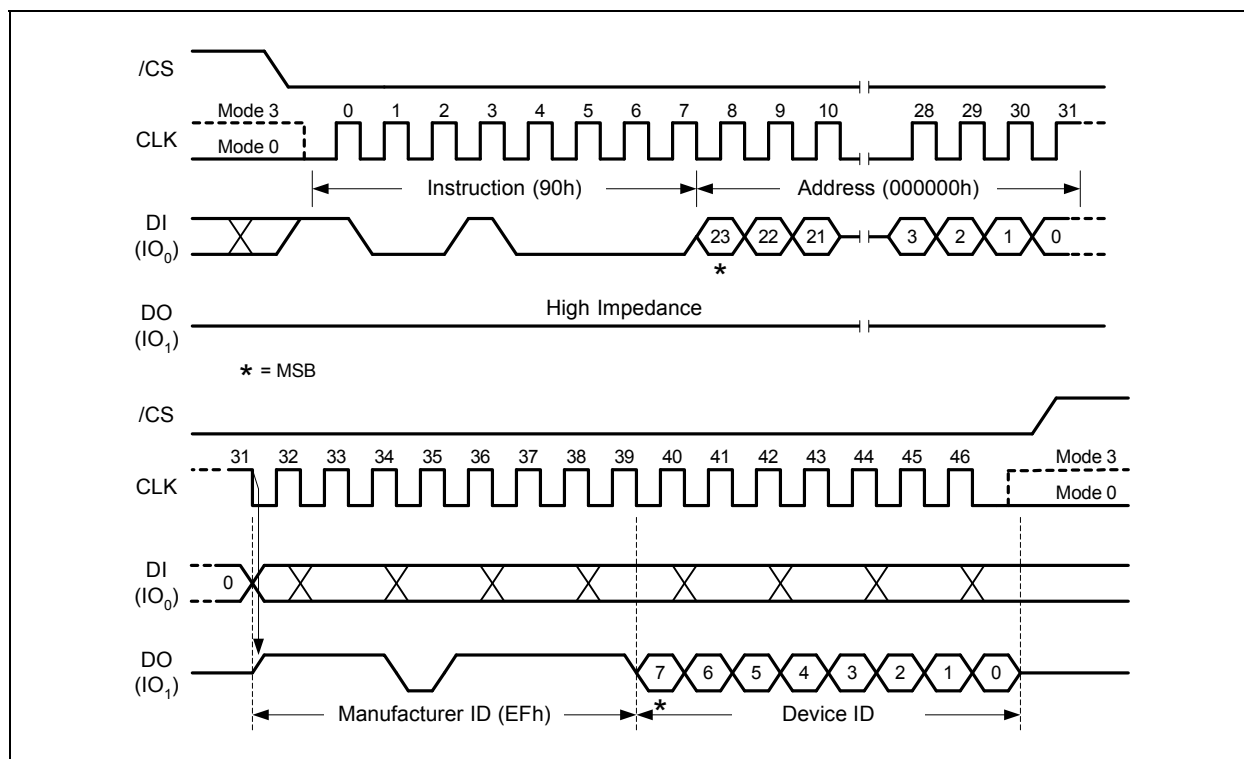 /CS
Mode 3
0 1 2 3 4 5 6 7 8 9 10 28 29 30 31
CLK
Mode 0
Instruction (90h)
Address (000000h)
DI
(IO₀)
23 22 21 3 2 1 0
*
High Impedance
DO
(IO₁)
* = MSB
/CS
31 32 33 34 35 36 37 38 39 40 41 42 43 44 45 46
Mode 3
CLK
Mode 0
DI
(IO₀)
0
DO
(IO₁)
7 6 5 4 3 2 1 0
*
Manufacturer ID (EFh)
Device ID